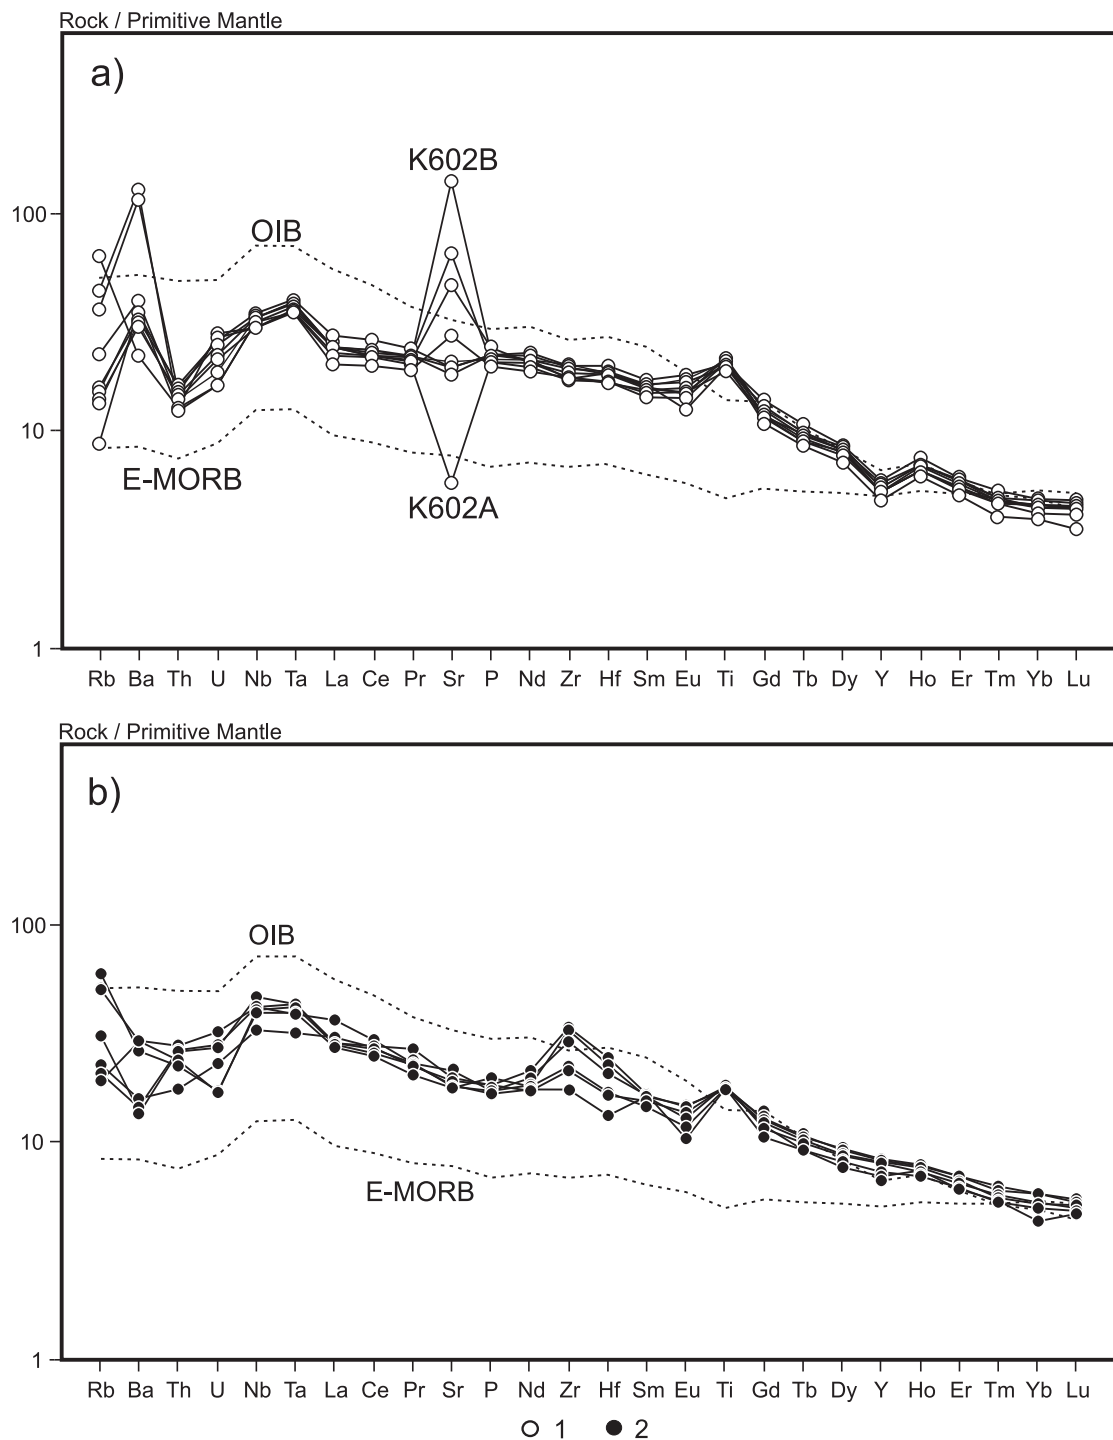 Rock / Primitive Mantle
a)
K602B
100
OIB
10
E-MORB
K602A
1
Rb Ba Th U Nb Ta La Ce Pr Sr P Nd Zr Hf Sm Eu Ti Gd Tb Dy Y Ho Er Tm Yb Lu
Rock / Primitive Mantle
b)
100
OIB
10
E-MORB
1
Rb Ba Th U Nb Ta La Ce Pr Sr P Nd Zr Hf Sm Eu Ti Gd Tb Dy Y Ho Er Tm Yb Lu
1 2